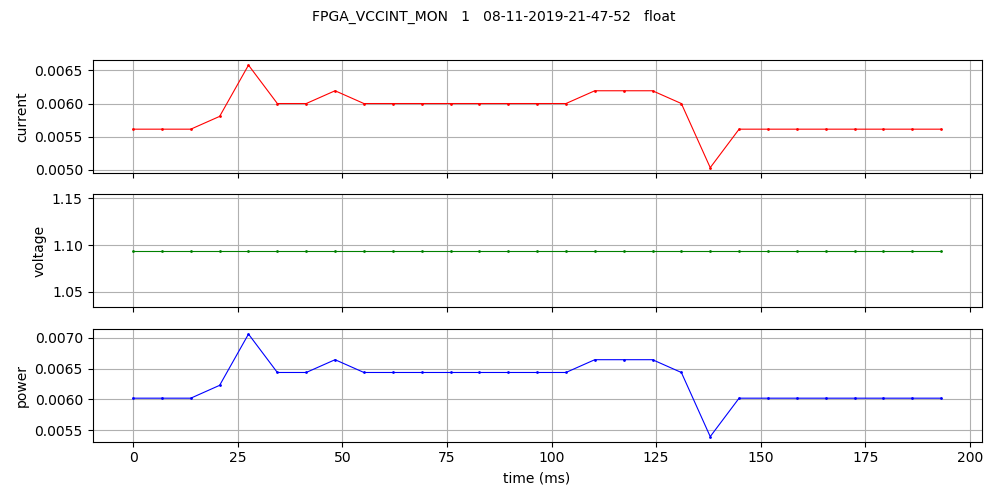 FPGA_VCCINT_MON   1   08-11-2019-21-47-52   float
0.0065
0.0060
0.0055
0.0050
current
1.15
1.10
1.05
voltage
0.0070
0.0065
0.0060
0.0055
power
0 25 50 75 100 125 150 175 200
time (ms)